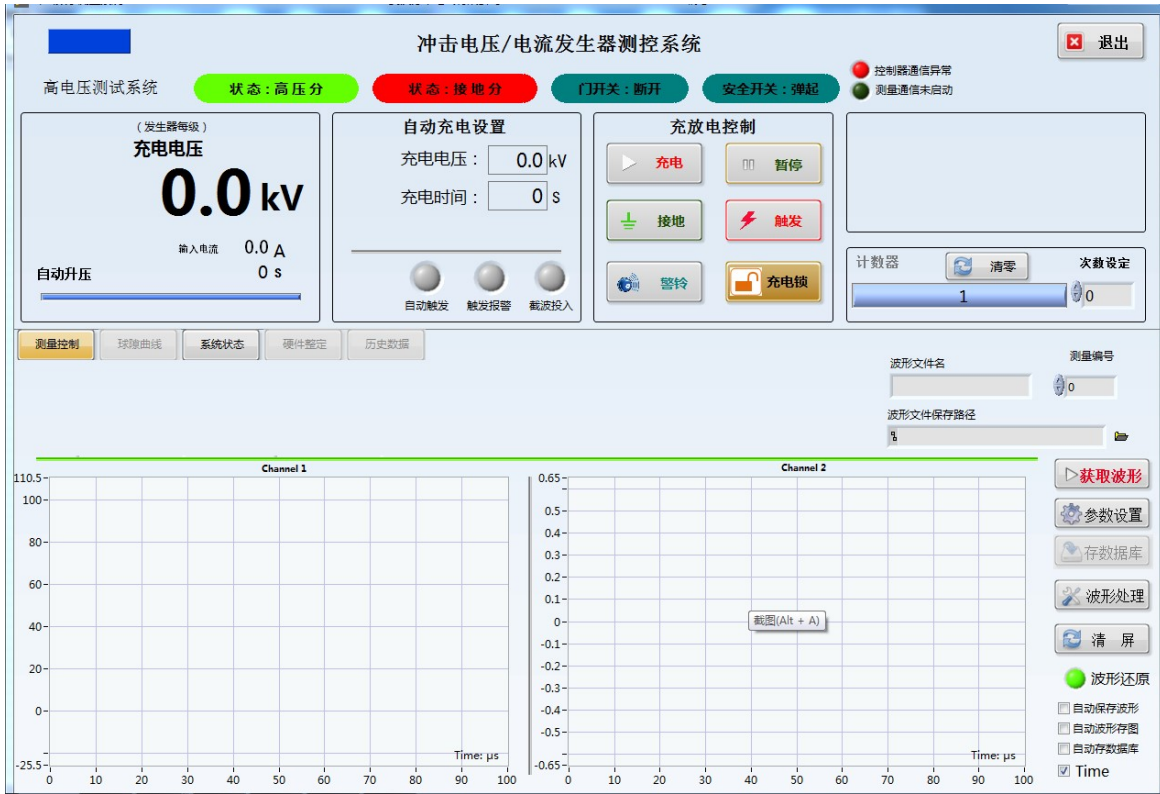 冲击电压/电流发生器测控系统
退出
高电压测试系统
状态:高压分
状态:接地分
门开关:断开
安全开关:弹起
控制器通信异常
测量通信未启动
(发生器每级)
充电电压
0.0 kV
输入电流 0.0 A
自动升压 0 s
自动充电设置
充电电压: 0.0 kV
充电时间: 0 s
自动触发 触发报警 截波投入
充放电控制
充电 暂停
接地 触发
警铃 充电锁
计数器 清零 次数设定
1 0
测量控制 球隙曲线 系统状态 硬件整定 历史数据
波形文件名 测量编号
0
波形文件保存路径
Channel 1
110.5
100
80
60
40
20
0
-25.5
Time: μs
0 10 20 30 40 50 60 70 80 90 100
Channel 2
0.65
0.5
0.4
0.3
0.2
0.1
0
-0.1
-0.2
-0.3
-0.4
-0.5
-0.65
截图(Alt + A)
Time: μs
0 10 20 30 40 50 60 70 80 90 100
获取波形
参数设置
存数据库
波形处理
清 屏
波形还原
自动保存波形
自动波形存图
自动存数据库
Time